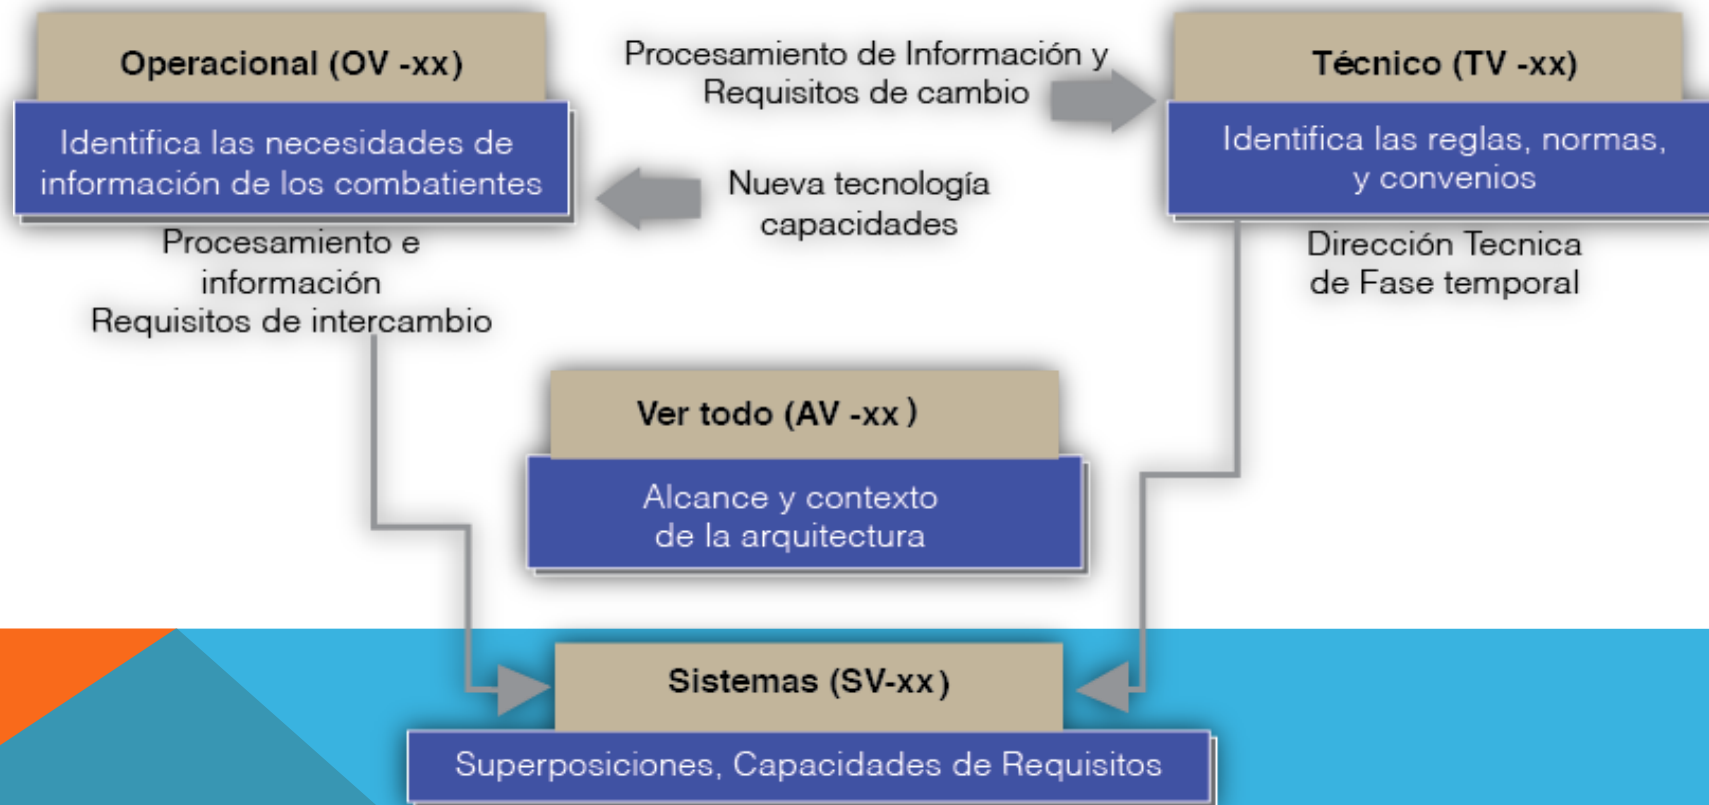 Operacional (OV -xx)
Identifica las necesidades de
información de los combatientes
Procesamiento de Información y
Requisitos de cambio
Nueva tecnología
capacidades
Técnico (TV -xx)
Identifica las reglas, normas,
y convenios
Procesamiento e
información
Requisitos de intercambio
Dirección Tecnica
de Fase temporal
Ver todo (AV -xx )
Alcance y contexto
de la arquitectura
Sistemas (SV-xx)
Superposiciones, Capacidades de Requisitos